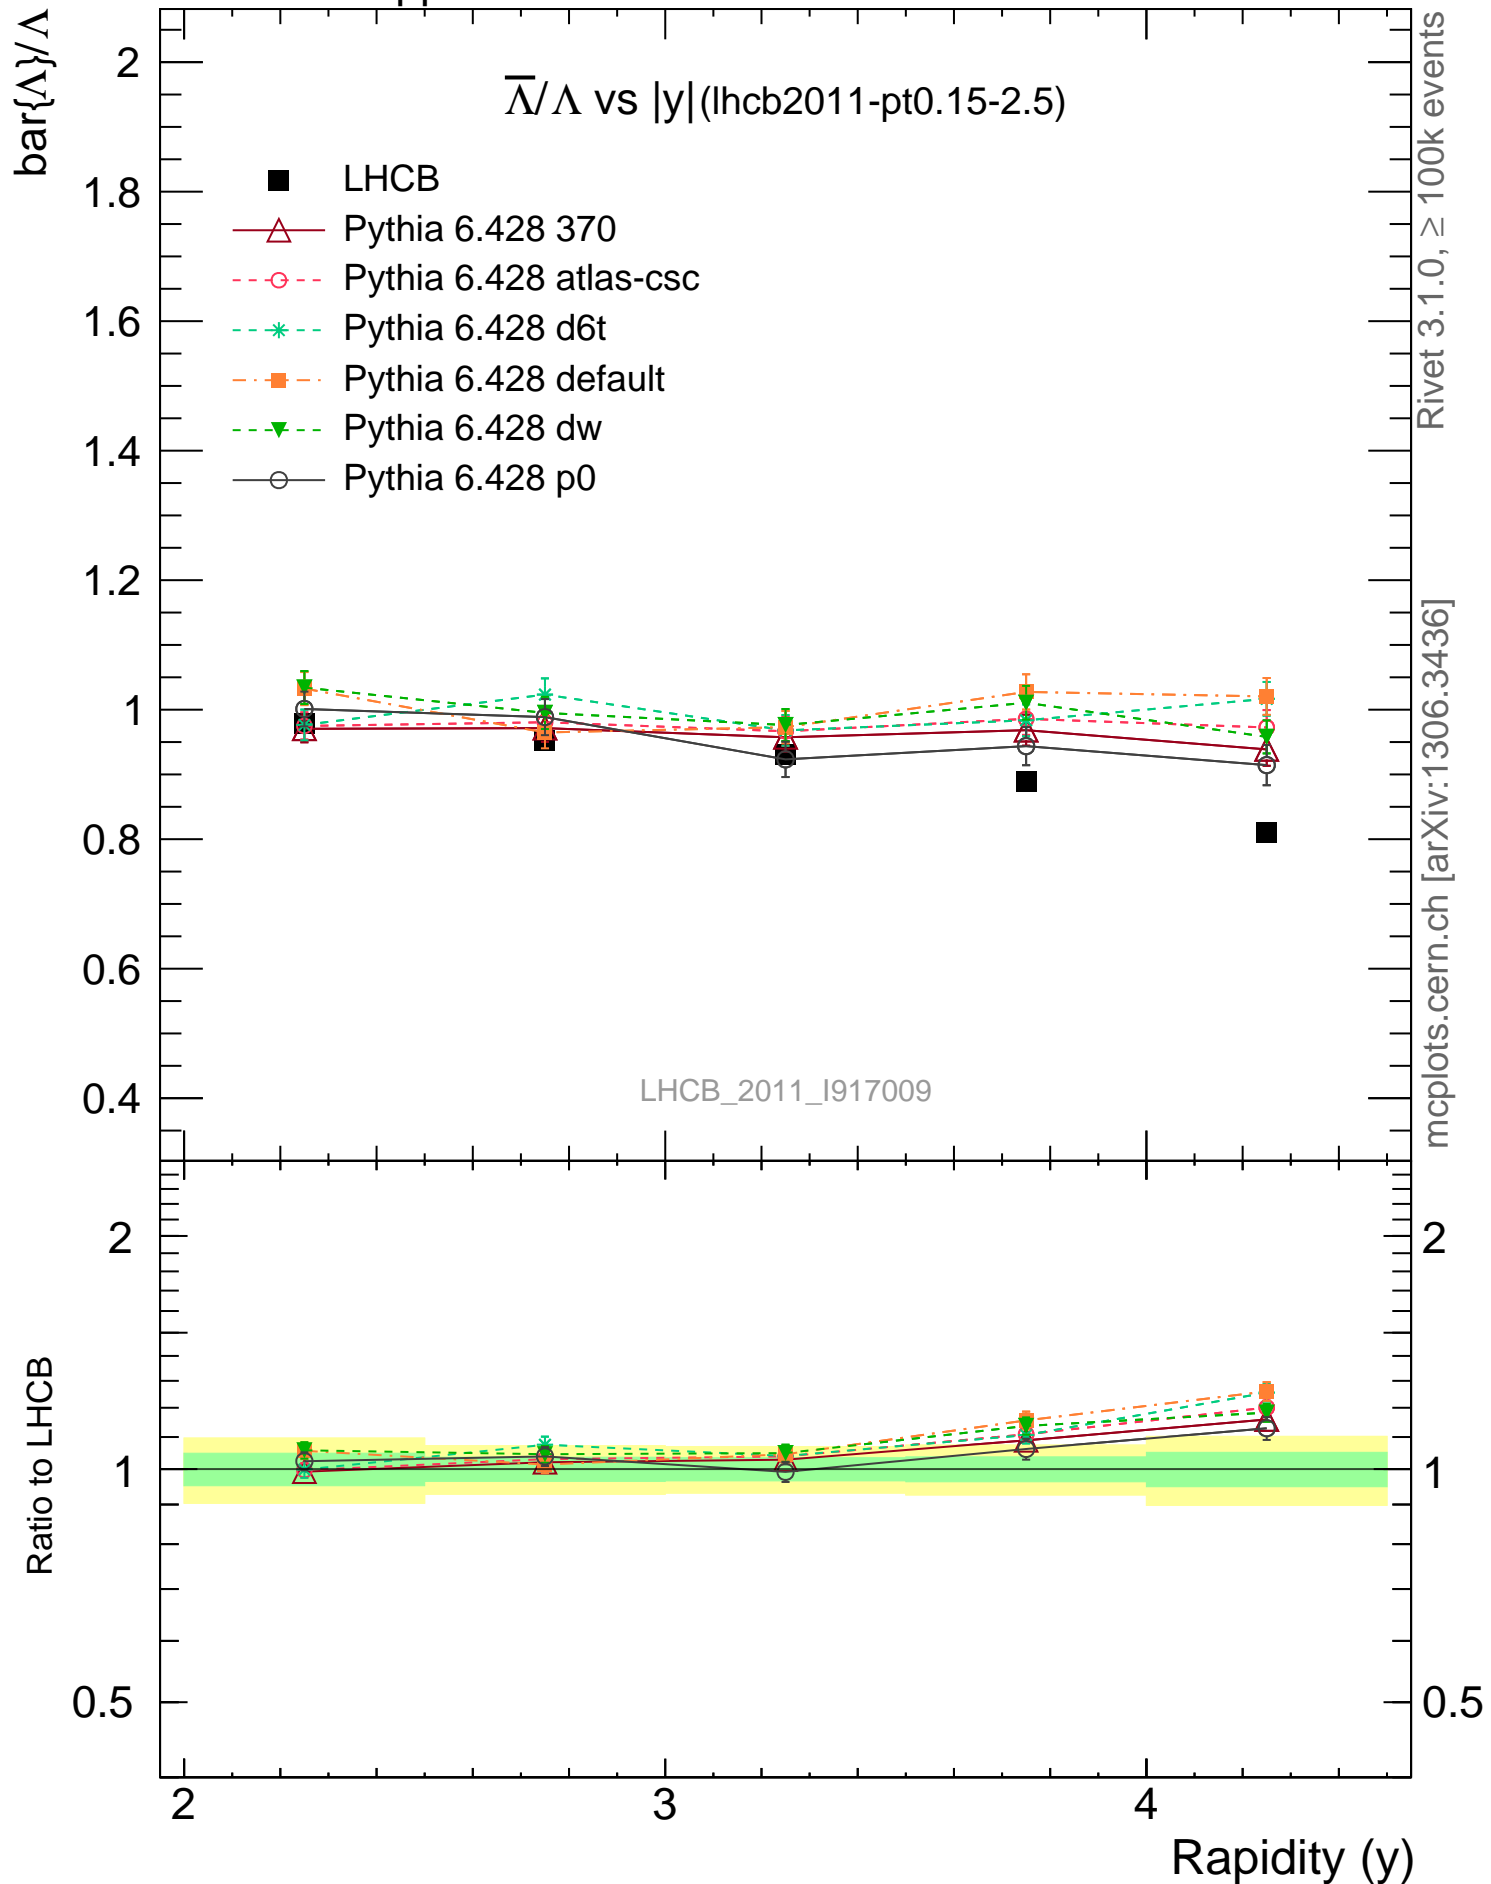 bar{Λ}/Λ
Λ/Λ vs |y|(lhcb2011-pt0.15-2.5)
LHCB
Pythia 6.428 370
Pythia 6.428 atlas-csc
Pythia 6.428 d6t
Pythia 6.428 default
Pythia 6.428 dw
Pythia 6.428 p0
2
1.8
1.6
1.4
1.2
1
0.8
0.6
0.4
LHCB_2011_I917009
Rivet 3.1.0, ≥ 100k events
mcplots.cern.ch [arXiv:1306.3436]
Ratio to LHCB
2
1
0.5
2
1
0.5
2
3
4
Rapidity (y)